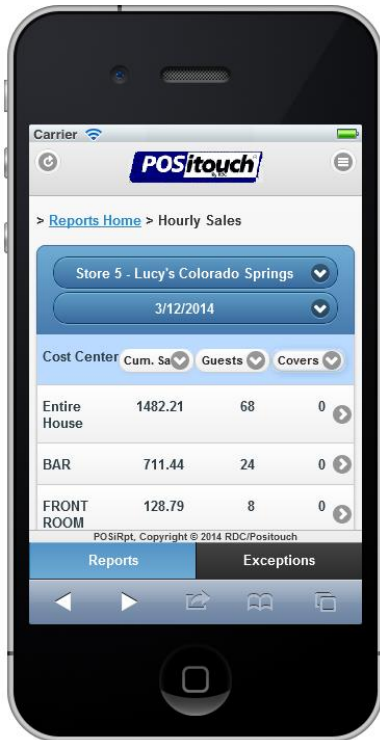 Carrier
POSitouch
> Reports Home > Hourly Sales
Store 5 - Lucy's Colorado Springs
3/12/2014
Cost Center Cum. Sa Guests Covers
Entire House 1482.21 68 0
BAR 711.44 24 0
FRONT ROOM 128.79 8 0
POSiRpt, Copyright © 2014 RDC/Positouch
Reports Exceptions